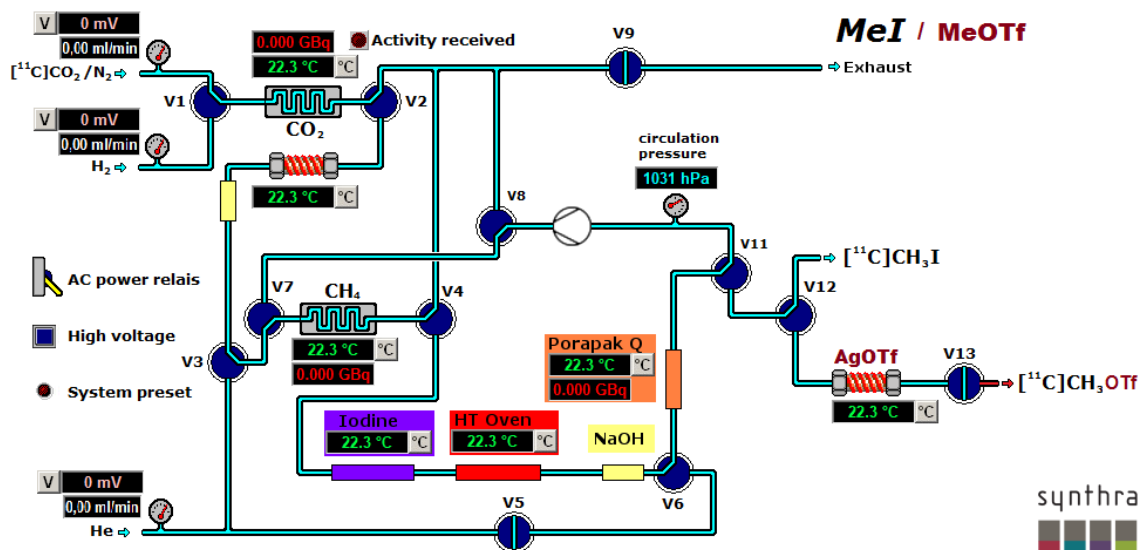 V
0 mV
0,00 ml/min
[¹¹C]CO₂/N₂
0.000 GBq
Activity received
22.3 °C
°C
V9
MeI / MeOTf
Exhaust
V1
CO₂
V2
V
0 mV
0,00 ml/min
H₂
22.3 °C
°C
circulation
pressure
1031 hPa
V8
V11
[¹¹C]CH₃I
AC power relais
V7
CH₄
V4
V12
High voltage
V3
22.3 °C
°C
0.000 GBq
Porapak Q
22.3 °C
°C
0.000 GBq
AgOTf
V13
[¹¹C]CH₃OTf
22.3 °C
°C
System preset
Iodine
22.3 °C
°C
HT Oven
22.3 °C
°C
NaOH
V
0 mV
0,00 ml/min
He
V5
V6
synthra